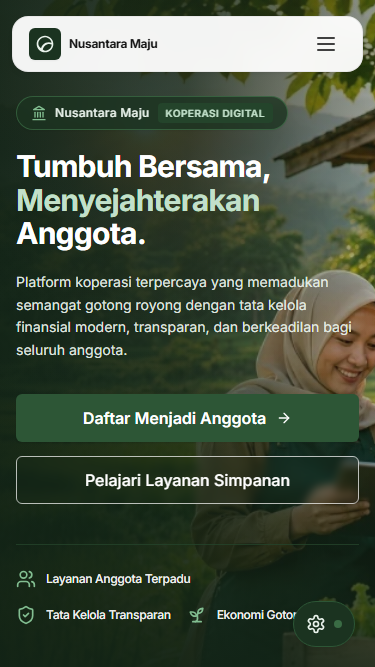 Nusantara Maju
Nusantara Maju KOPERASI DIGITAL
Tumbuh Bersama,
Menyejahterakan
Anggota.
Platform koperasi terpercaya yang memadukan
semangat gotong royong dengan tata kelola
finansial modern, transparan, dan berkeadilan bagi
seluruh anggota.
Daftar Menjadi Anggota →
Pelajari Layanan Simpanan
Layanan Anggota Terpadu
Tata Kelola Transparan Ekonomi